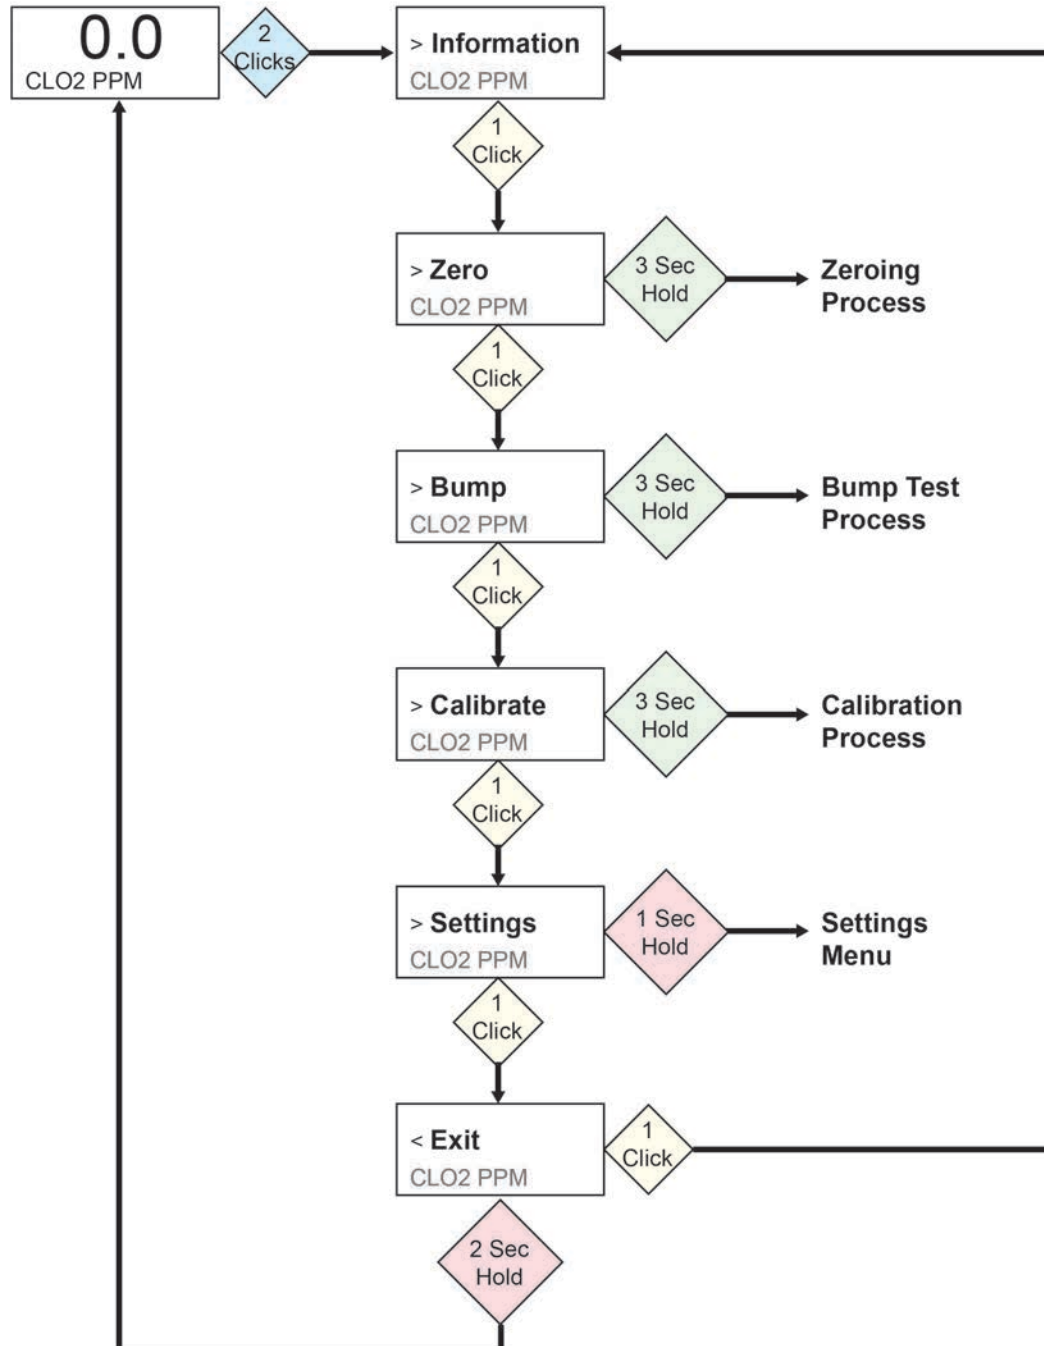 0.0
CLO2 PPM
2
Clicks
> Information
CLO2 PPM
1
Click
> Zero
CLO2 PPM
3 Sec
Hold
Zeroing
Process
1
Click
> Bump
CLO2 PPM
3 Sec
Hold
Bump Test
Process
1
Click
> Calibrate
CLO2 PPM
3 Sec
Hold
Calibration
Process
1
Click
> Settings
CLO2 PPM
1 Sec
Hold
Settings
Menu
1
Click
< Exit
CLO2 PPM
1
Click
2 Sec
Hold